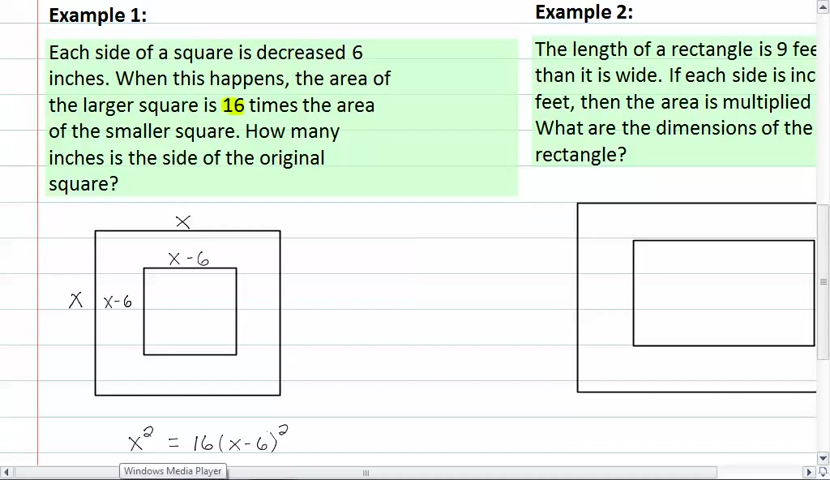 Example 1:
Each side of a square is decreased 6
inches. When this happens, the area of
the larger square is 16 times the area
of the smaller square. How many
inches is the side of the original
square?
Example 2:
The length of a rectangle is 9 fee
than it is wide. If each side is inc
feet, then the area is multiplied
What are the dimensions of the
rectangle?
x
x - 6
x
x - 6
x² = 16(x - 6)²
Windows Media Player